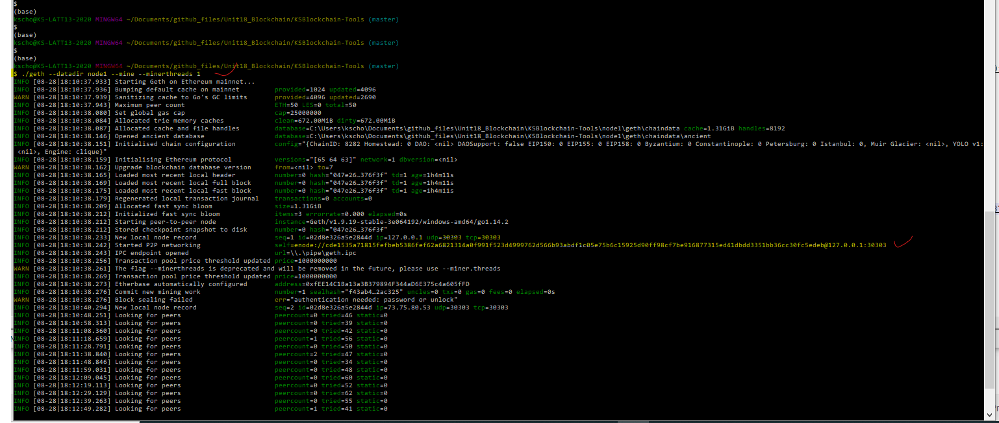 $
(base)
kscho@KS-LATT13-2020 MINGW64 ~/Documents/github_files/Unit18_Blockchain/KSBlockchain-Tools (master)
$
(base)
kscho@KS-LATT13-2020 MINGW64 ~/Documents/github_files/Unit18_Blockchain/KSBlockchain-Tools (master)
$
(base)
kscho@KS-LATT13-2020 MINGW64 ~/Documents/github_files/Unit18_Blockchain/KSBlockchain-Tools (master)
$ ./geth --datadir node1 --mine --minerthreads 1
INFO [08-28|18:10:37.933] Starting Geth on Ethereum mainnet...
INFO [08-28|18:10:37.936] Bumping default cache on mainnet provided=1024 updated=4096
WARN [08-28|18:10:37.939] Sanitizing cache to Go's GC limits provided=4096 updated=2690
INFO [08-28|18:10:37.943] Maximum peer count ETH=50 LES=0 total=50
INFO [08-28|18:10:38.080] Set global gas cap cap=25000000
INFO [08-28|18:10:38.084] Allocated trie memory caches clean=672.00MiB dirty=672.00MiB
INFO [08-28|18:10:38.087] Allocated cache and file handles database=C:\Users\kscho\Documents\github_files\Unit18_Blockchain\KSBlockchain-Tools\node1\geth\chaindata cache=1.31GiB handles=8192
INFO [08-28|18:10:38.146] Opened ancient database database=C:\Users\kscho\Documents\github_files\Unit18_Blockchain\KSBlockchain-Tools\node1\geth\chaindata\ancient
INFO [08-28|18:10:38.151] Initialised chain configuration config="{ChainID: 8282 Homestead: 0 DAO: <nil> DAOSupport: false EIP150: 0 EIP155: 0 EIP158: 0 Byzantium: 0 Constantinople: 0 Petersburg: 0 Istanbul: 0, Muir Glacier: <nil>, YOLO v1:
<nil>, Engine: clique}"
INFO [08-28|18:10:38.159] Initialising Ethereum protocol versions="[65 64 63]" network=1 dbversion=<nil>
WARN [08-28|18:10:38.162] Upgrade blockchain database version from=<nil> to=7
INFO [08-28|18:10:38.165] Loaded most recent local header number=0 hash="047e26…376f3f" td=1 age=1h4m11s
INFO [08-28|18:10:38.169] Loaded most recent local full block number=0 hash="047e26…376f3f" td=1 age=1h4m11s
INFO [08-28|18:10:38.175] Loaded most recent local fast block number=0 hash="047e26…376f3f" td=1 age=1h4m11s
INFO [08-28|18:10:38.179] Regenerated local transaction journal transactions=0 accounts=0
INFO [08-28|18:10:38.209] Allocated fast sync bloom size=1.31GiB
INFO [08-28|18:10:38.212] Initialized fast sync bloom items=3 errorrate=0.000 elapsed=0s
INFO [08-28|18:10:38.212] Starting peer-to-peer node instance=Geth/v1.9.19-stable-3e064192/windows-amd64/go1.14.2
INFO [08-28|18:10:38.212] Stored checkpoint snapshot to disk number=0 hash="047e26…376f3f"
INFO [08-28|18:10:38.233] New local node record seq=1 id=02d8e326a5e2844d ip=127.0.0.1 udp=30303 tcp=30303
INFO [08-28|18:10:38.242] Started P2P networking self=enode://cde1535a71815fefbeb5386fef62a6821314a0f991f523d4999762d566b93abdf1c05e75b6c15925d90ff98cf7be916877315ed41dbdd3351bb36cc30fc5edeb@127.0.0.1:30303
INFO [08-28|18:10:38.243] IPC endpoint opened url=\\.\pipe\geth.ipc
INFO [08-28|18:10:38.256] Transaction pool price threshold updated price=1000000000
WARN [08-28|18:10:38.261] The flag --minerthreads is deprecated and will be removed in the future, please use --miner.threads
INFO [08-28|18:10:38.269] Transaction pool price threshold updated price=1000000000
INFO [08-28|18:10:38.273] Etherbase automatically configured address=0xfEE14C1Ba13a3B379894F344aD6E375c4a605fFD
INFO [08-28|18:10:38.276] Commit new mining work number=1 sealhash="f43ab4…2ac325" uncles=0 txs=0 gas=0 fees=0 elapsed=0s
WARN [08-28|18:10:38.276] Block sealing failed err="authentication needed: password or unlock"
INFO [08-28|18:10:40.294] New local node record seq=2 id=02d8e326a5e2844d ip=73.75.80.53 udp=30303 tcp=30303
INFO [08-28|18:10:48.251] Looking for peers peercount=0 tried=46 static=0
INFO [08-28|18:10:58.313] Looking for peers peercount=0 tried=39 static=0
INFO [08-28|18:11:08.360] Looking for peers peercount=0 tried=42 static=0
INFO [08-28|18:11:18.659] Looking for peers peercount=1 tried=56 static=0
INFO [08-28|18:11:28.791] Looking for peers peercount=0 tried=50 static=0
INFO [08-28|18:11:38.840] Looking for peers peercount=2 tried=47 static=0
INFO [08-28|18:11:48.846] Looking for peers peercount=0 tried=34 static=0
INFO [08-28|18:11:59.031] Looking for peers peercount=0 tried=48 static=0
INFO [08-28|18:12:09.045] Looking for peers peercount=0 tried=60 static=0
INFO [08-28|18:12:19.113] Looking for peers peercount=0 tried=52 static=0
INFO [08-28|18:12:29.129] Looking for peers peercount=0 tried=62 static=0
INFO [08-28|18:12:39.263] Looking for peers peercount=0 tried=55 static=0
INFO [08-28|18:12:49.282] Looking for peers peercount=1 tried=41 static=0